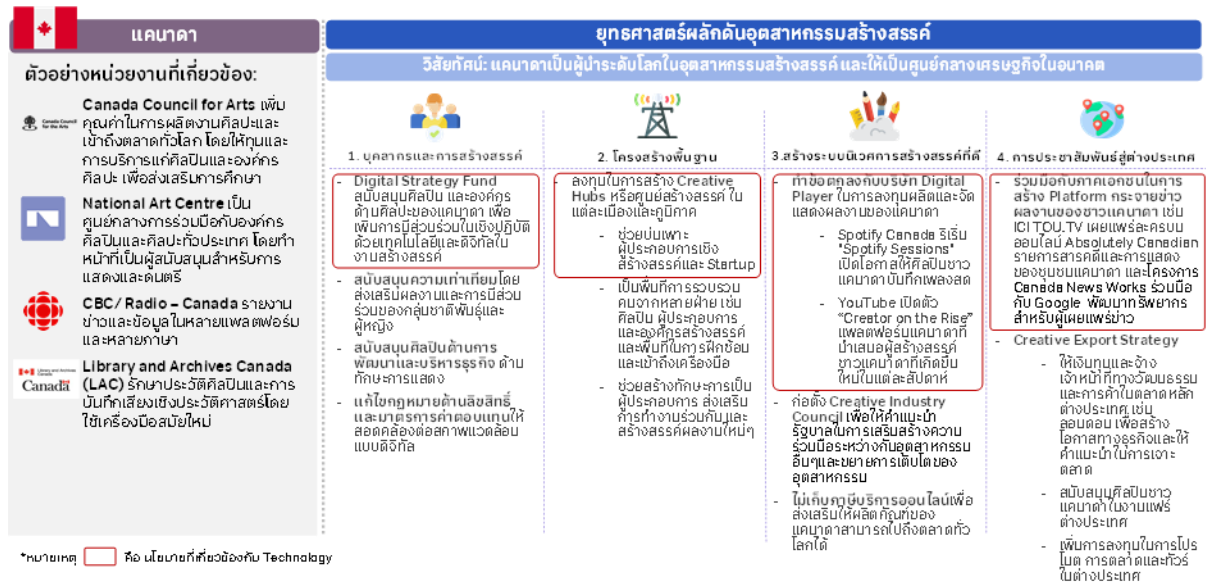 แคนาดา
ตัวอย่างหน่วยงานที่เกี่ยวข้อง:
Canada Council for Arts เพิ่ม
คุณค่าในการผลิตงานศิลปะและ
เข้าถึงตลาดทั่วโลก โดยให้ทุนและ
การบริการแก่ศิลปินและองค์กร
ศิลปะ เพื่อส่งเสริมการศึกษา
National Art Centre เป็น
ศูนย์กลางการร่วมมือกับองค์กร
ศิลปินและศิลปะทั่วประเทศ โดยทำ
หน้าที่เป็นผู้สนับสนุนสำหรับการ
แสดงและดนตรี
CBC/ Radio – Canada รายงาน
ข่าวและข้อมูลในหลายแพลตฟอร์ม
และหลายภาษา
Canada
Library and Archives Canada
(LAC) รักษาประวัติศิลปินและการ
บันทึกเสียงเชิงประวัติศาสตร์โดย
ใช้เครื่องมือสมัยใหม่
ยุทธศาสตร์ผลักดันอุตสาหกรรมสร้างสรรค์
วิสัยทัศน์: แคนาดาเป็นผู้นำระดับโลกในอุตสาหกรรมสร้างสรรค์ และให้เป็นศูนย์กลางเศรษฐกิจในอนาคต
1. บุคลากรและการสร้างสรรค์
- Digital Strategy Fund
สนับสนุนศิลปิน และองค์กร
ด้านศิลปะของแคนาดา เพื่อ
เพิ่มการมีส่วนร่วมในเชิงปฏิบัติ
ด้วยเทคโนโลยีและดิจิทัลใน
งานสร้างสรรค์
- สนับสนุนความเท่าเทียมโดย
ส่งเสริมผลงานและการมีส่วน
ร่วมของกลุ่มชาติพันธุ์และ
ผู้หญิง
- สนับสนุนศิลปินด้านการ
พัฒนาและบริหารธุรกิจ ด้าน
ทักษะการแสดง
- แก้ไขกฎหมายด้านลิขสิทธิ์
และมาตรการค่าตอบแทนให้
สอดคล้องต่อสภาพแวดล้อม
แบบดิจิทัล
2. โครงสร้างพื้นฐาน
- ลงทุนในการสร้าง Creative
Hubs หรือศูนย์สร้างสรรค์ ใน
แต่ละเมืองและภูมิภาค
- ช่วยบ่มเพาะ
ผู้ประกอบการเชิง
สร้างสรรค์และ Startup
- เป็นพื้นที่การรวบรวม
คนจากหลายฝ่าย เช่น
ศิลปิน ผู้ประกอบการ
และองค์กรสร้างสรรค์
และพื้นที่ในการฝึกซ้อม
และเข้าถึงเครื่องมือ
- ช่วยสร้างทักษะการเป็น
ผู้ประกอบการ ส่งเสริม
การทำงานร่วมกัน และ
สร้างสรรค์ผลงานใหม่ๆ
3.สร้างระบบนิเวศการสร้างสรรค์ที่ดี
- ทำข้อตกลงกับบริษัท Digital
Player ในการลงทุนผลิตและจัด
แสดงผลงานของแคนาดา
- Spotify Canada ริเริ่ม
"Spotify Sessions"
เปิดโอกาสให้ศิลปินชาว
แคนาดาบันทึกเพลงสด
- YouTube เปิดตัว
“Creator on the Rise”
แพลตฟอร์มแคนาดาที่
นำเสนอผู้สร้างสรรค์
ชาวแคนาดาที่เกิดขึ้น
ใหม่ในแต่ละสัปดาห์
- ก่อตั้ง Creative Industry
Council เพื่อให้คำแนะนำ
รัฐบาลในการเสริมสร้างความ
ร่วมมือระหว่างกับอุตสาหกรรม
อื่นๆและขยายการเติบโตของ
อุตสาหกรรม
- ไม่เก็บภาษีบริการออนไลน์เพื่อ
ส่งเสริมให้ผลิตภัณฑ์ของ
แคนาดาสามารถไปถึงตลาดทั่ว
โลกได้
4. การประชาสัมพันธ์สู่ต่างประเทศ
- ร่วมมือกับภาคเอกชนในการ
สร้าง Platform กระจายข่าว
ผลงานของชาวแคนาดา เช่น
ICI TOU.TV เผยแพร่ละครบน
ออนไลน์ Absolutely Canadian
รายการสารคดีและการแสดง
ของชุมชนแคนาดา และโครงการ
Canada News Works ร่วมมือ
กับ Google พัฒนาทรัพยากร
สำหรับผู้เผยแพร่ข่าว
- Creative Export Strategy
- ให้เงินทุนและจ้าง
เจ้าหน้าที่ทางวัฒนธรรม
และการค้าในตลาดหลัก
ต่างประเทศ เช่น
ลอนดอน เพื่อสร้าง
โอกาสทางธุรกิจและให้
คำแนะนำในการเจาะ
ตลาด
- สนับสนุนศิลปินชาว
แคนาดาในงานแฟร์
ต่างประเทศ
- เพิ่มการลงทุนในการโปร
โมต การตลาดและทัวร์
ในต่างประเทศ
*หมายเหตุ คือ นโยบายที่เกี่ยวข้องกับ Technology